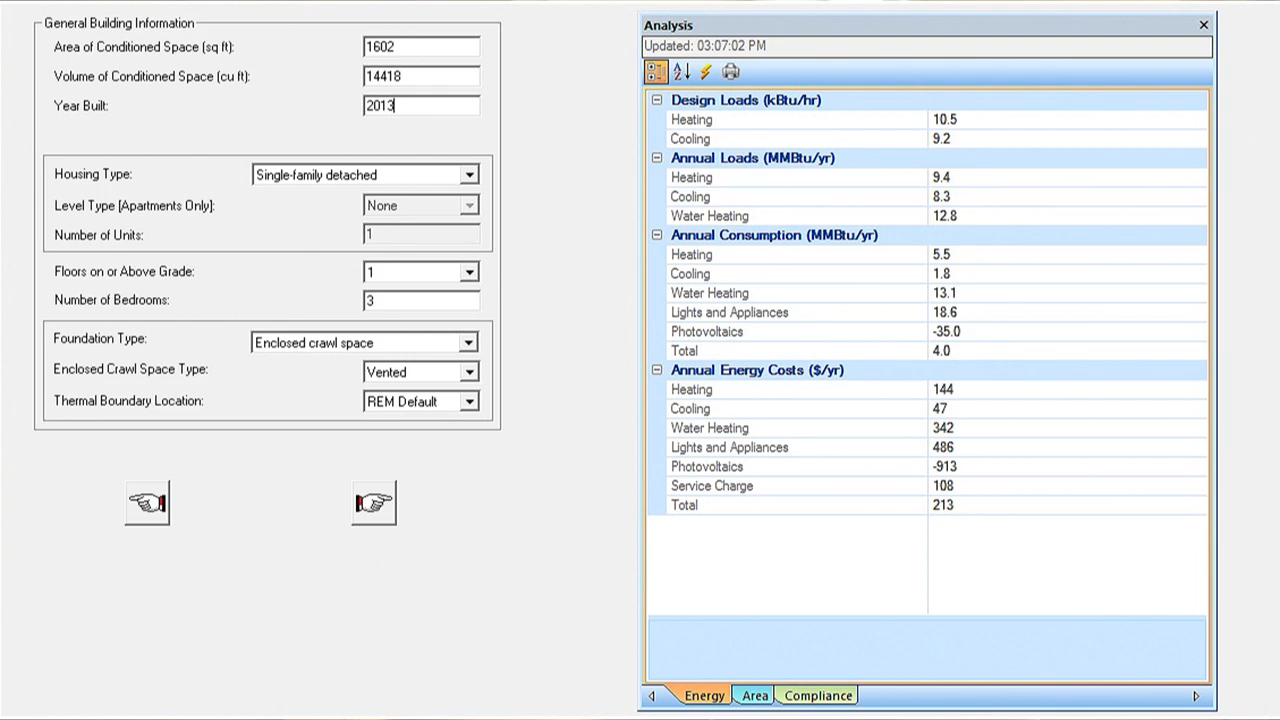 General Building Information
Area of Conditioned Space (sq ft): 1602
Volume of Conditioned Space (cu ft): 14418
Year Built: 2013
Housing Type: Single-family detached
Level Type (Apartments Only): None
Number of Units: 1
Floors on or Above Grade: 1
Number of Bedrooms: 3
Foundation Type: Enclosed crawl space
Enclosed Crawl Space Type: Vented
Thermal Boundary Location: REM Default
Analysis
Updated: 03:07:02 PM
Design Loads (kBtu/hr)
Heating 10.5
Cooling 9.2
Annual Loads (MMBtu/yr)
Heating 9.4
Cooling 8.3
Water Heating 12.8
Annual Consumption (MMBtu/yr)
Heating 5.5
Cooling 1.8
Water Heating 13.1
Lights and Appliances 18.6
Photovoltaics -35.0
Total 4.0
Annual Energy Costs ($/yr)
Heating 144
Cooling 47
Water Heating 342
Lights and Appliances 486
Photovoltaics -913
Service Charge 108
Total 213
Energy Area Compliance